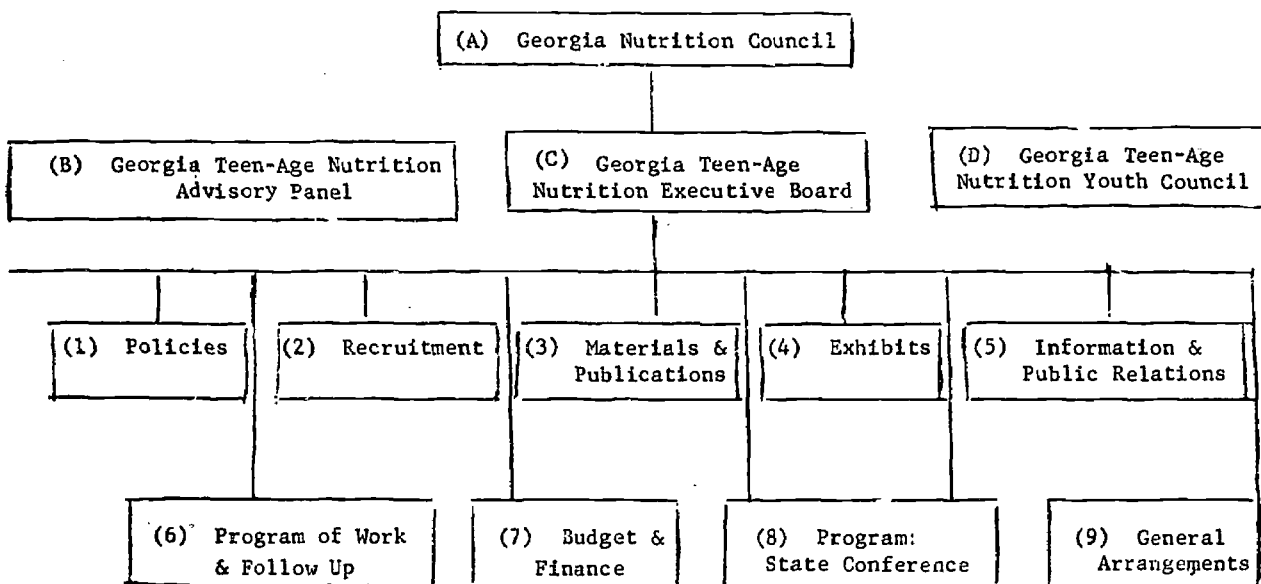 (A) Georgia Nutrition Council
(B) Georgia Teen-Age Nutrition
Advisory Panel
(C) Georgia Teen-Age
Nutrition Executive Board
(D) Georgia Teen-Age
Nutrition Youth Council
(1) Policies
(2) Recruitment
(3) Materials &
Publications
(4) Exhibits
(5) Information &
Public Relations
(6) Program of Work
& Follow Up
(7) Budget &
Finance
(8) Program:
State Conference
(9) General
Arrangements